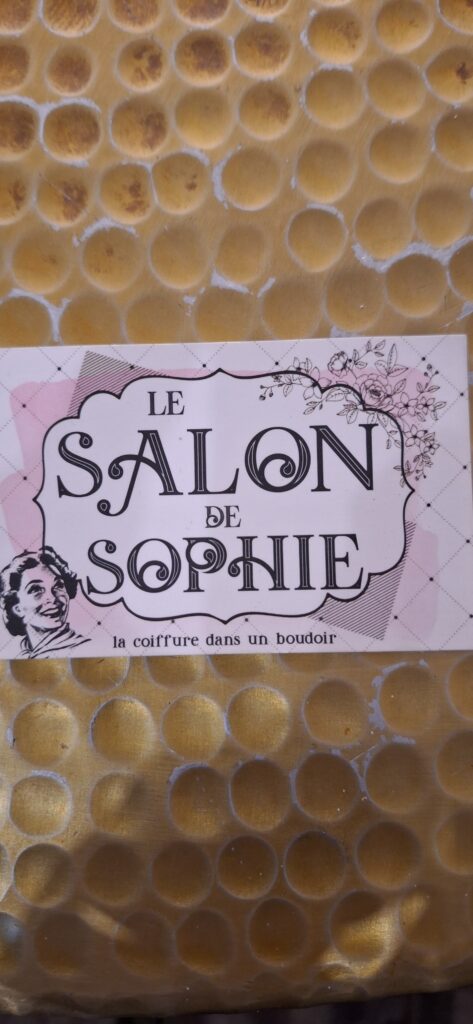 LE
SALON
DE
SOPHIE
la coiffure dans un boudoir